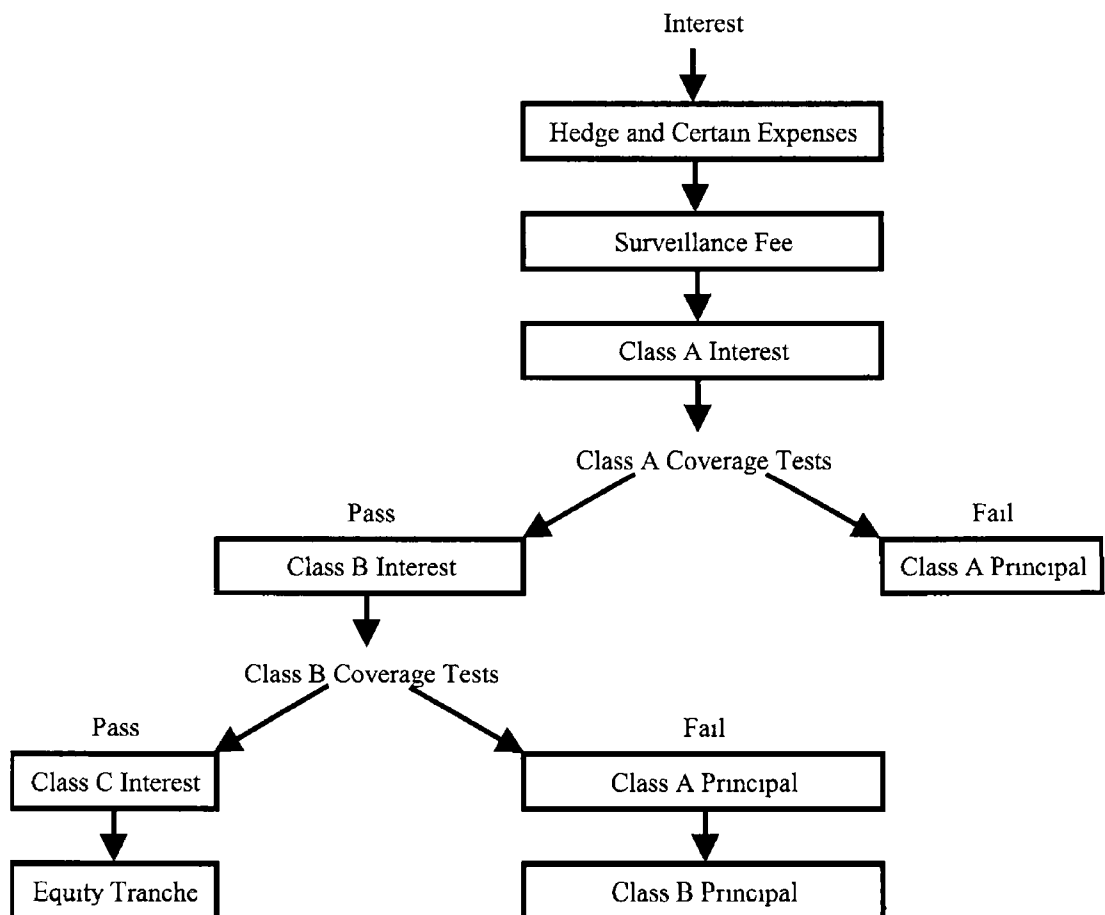 Interest
Hedge and Certain Expenses
Surveillance Fee
Class A Interest
Class A Coverage Tests
Pass
Fail
Class B Interest
Class A Principal
Class B Coverage Tests
Pass
Fail
Class C Interest
Class A Principal
Equity Tranche
Class B Principal